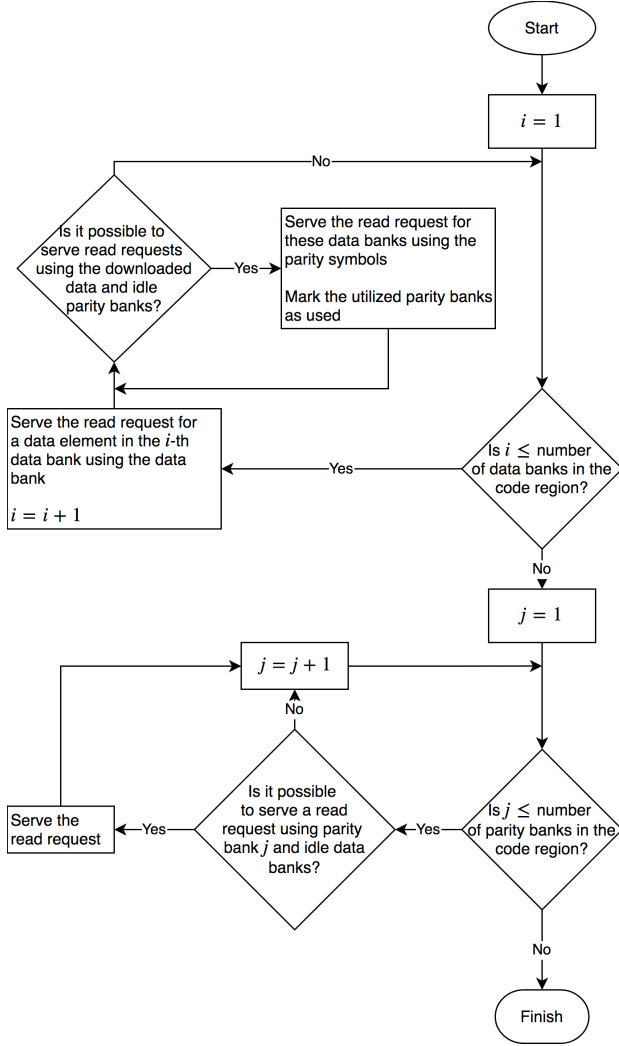 Start
i = 1
No
Is it possible to
serve read requests
using the downloaded
data and idle
parity banks?
Yes
Serve the read request for
these data banks using the
parity symbols
Mark the utilized parity banks
as used
Serve the read request for
a data element in the i-th
data bank using the data
bank
i = i + 1
Yes
Is i ≤ number
of data banks in the
code region?
No
j = 1
j = j + 1
No
Is it possible
to serve a read
request using parity
bank j and idle data
banks?
Yes
Serve the
read request
Yes
Is j ≤ number
of parity banks in the
code region?
No
Finish